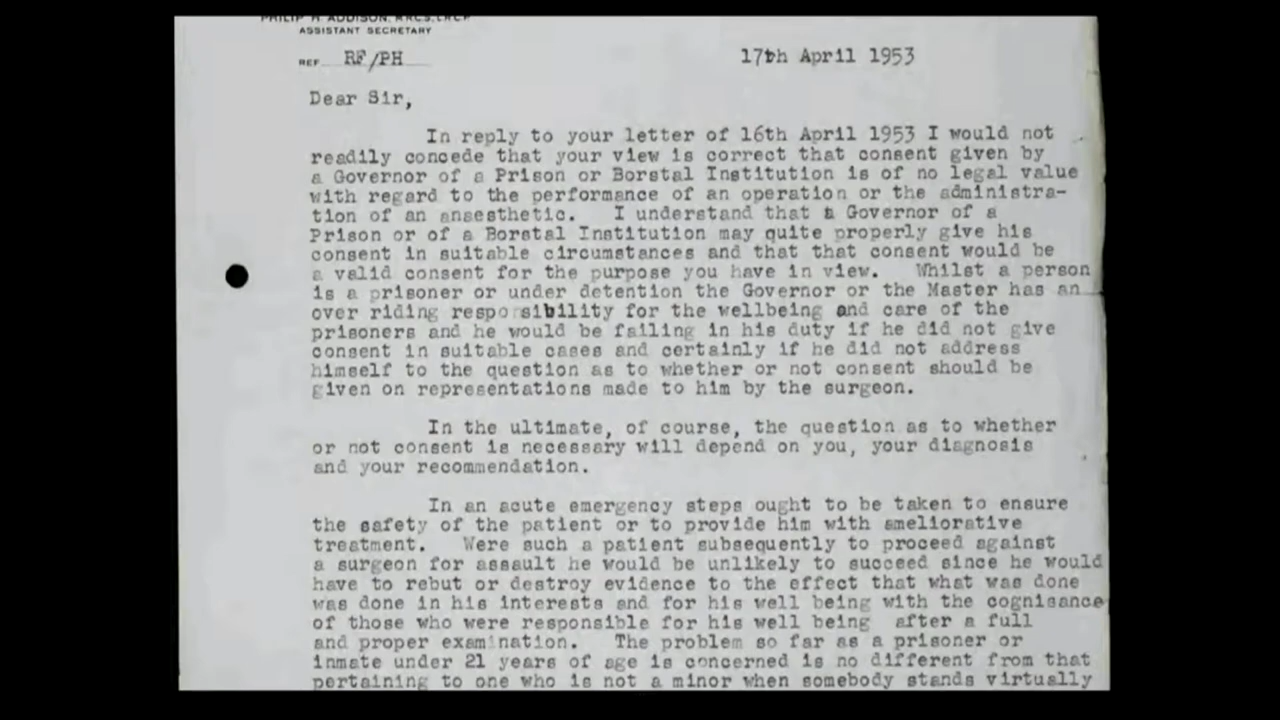 PHILIP H ADDISON, M.R.C.S., L.R.C.P.
ASSISTANT SECRETARY
REF RF/PH 17th April 1953
Dear Sir,
In reply to your letter of 16th April 1953 I would not
readily concede that your view is correct that consent given by
a Governor of a Prison or Borstal Institution is of no legal value
with regard to the performance of an operation or the administra-
tion of an anaesthetic. I understand that a Governor of a
Prison or of a Borstal Institution may quite properly give his
consent in suitable circumstances and that that consent would be
a valid consent for the purpose you have in view. Whilst a person
is a prisoner or under detention the Governor or the Master has an
over riding responsibility for the wellbeing and care of the
prisoners and he would be failing in his duty if he did not give
consent in suitable cases and certainly if he did not address
himself to the question as to whether or not consent should be
given on representations made to him by the surgeon.
In the ultimate, of course, the question as to whether
or not consent is necessary will depend on you, your diagnosis
and your recommendation.
In an acute emergency steps ought to be taken to ensure
the safety of the patient or to provide him with ameliorative
treatment. Were such a patient subsequently to proceed against
a surgeon for assault he would be unlikely to succeed since he would
have to rebut or destroy evidence to the effect that what was done
was done in his interests and for his well being with the cognisance
of those who were responsible for his well being after a full
and proper examination. The problem so far as a prisoner or
inmate under 21 years of age is concerned is no different from that
pertaining to one who is not a minor when somebody stands virtually